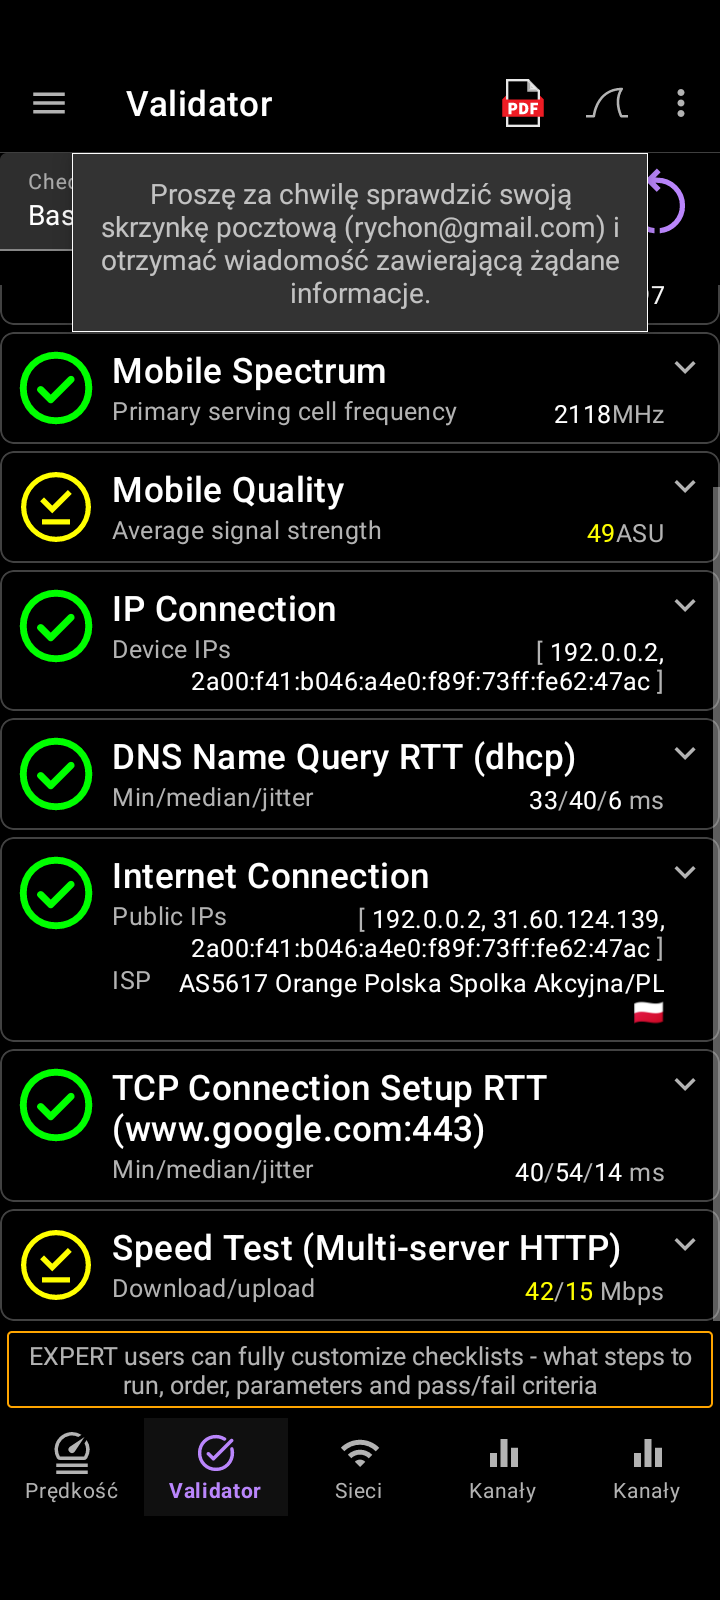 Validator
PDF
Proszę za chwilę sprawdzić swoją
skrzynkę pocztową (rychon@gmail.com) i
otrzymać wiadomość zawierającą żądane
informacje.
7
Mobile Spectrum
Primary serving cell frequency 2118MHz
Mobile Quality
Average signal strength 49ASU
IP Connection
Device IPs [ 192.0.0.2,
2a00:f41:b046:a4e0:f89f:73ff:fe62:47ac ]
DNS Name Query RTT (dhcp)
Min/median/jitter 33/40/6 ms
Internet Connection
Public IPs [ 192.0.0.2, 31.60.124.139,
2a00:f41:b046:a4e0:f89f:73ff:fe62:47ac ]
ISP AS5617 Orange Polska Spolka Akcyjna/PL
TCP Connection Setup RTT
(www.google.com:443)
Min/median/jitter 40/54/14 ms
Speed Test (Multi-server HTTP)
Download/upload 42/15 Mbps
EXPERT users can fully customize checklists - what steps to
run, order, parameters and pass/fail criteria
Prędkość Validator Sieci Kanały Kanały